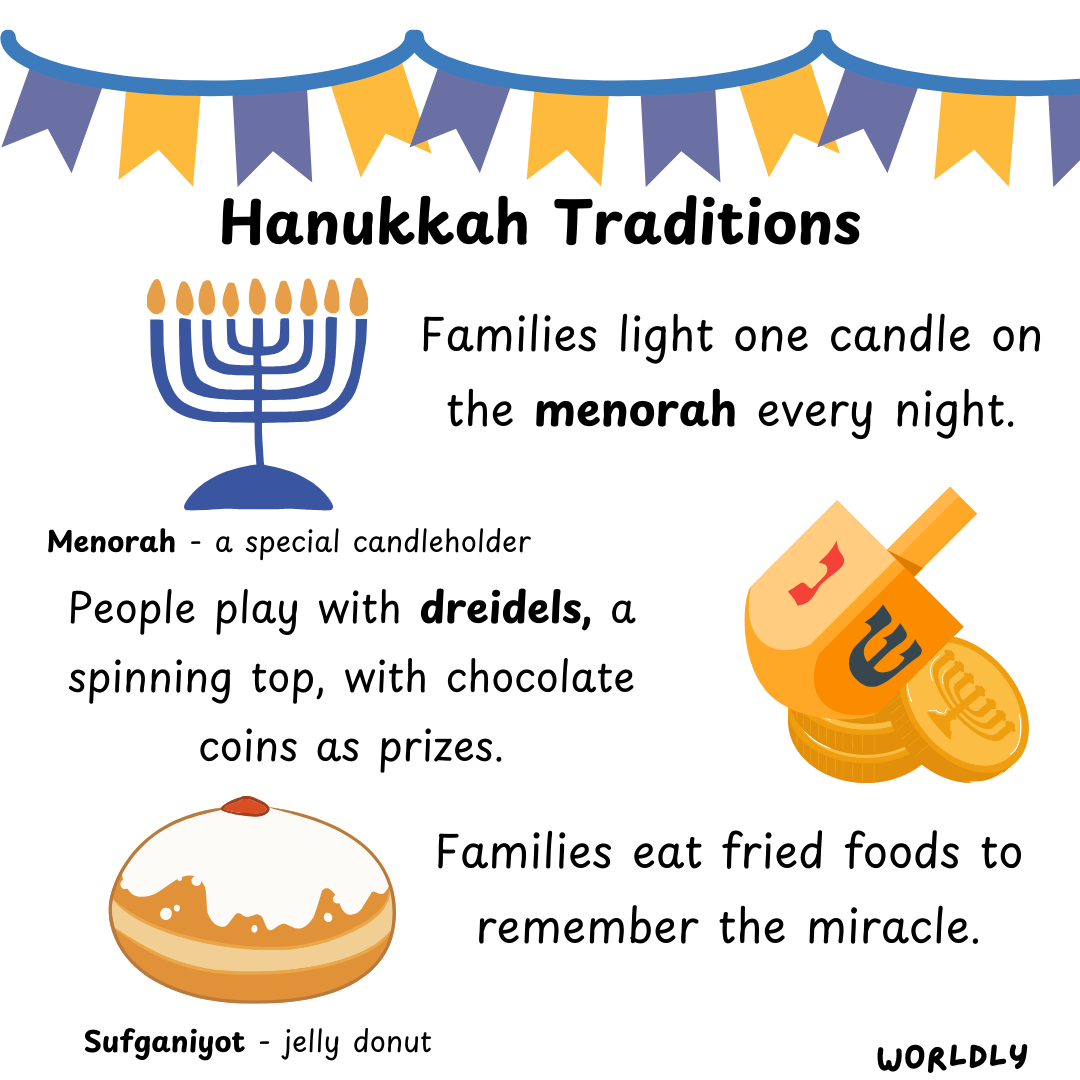 Hanukkah Traditions
Families light one candle on
the menorah every night.
Menorah - a special candleholder
People play with dreidels, a
spinning top, with chocolate
coins as prizes.
נ
ש
Families eat fried foods to
remember the miracle.
Sufganiyot - jelly donut
WORLDLY